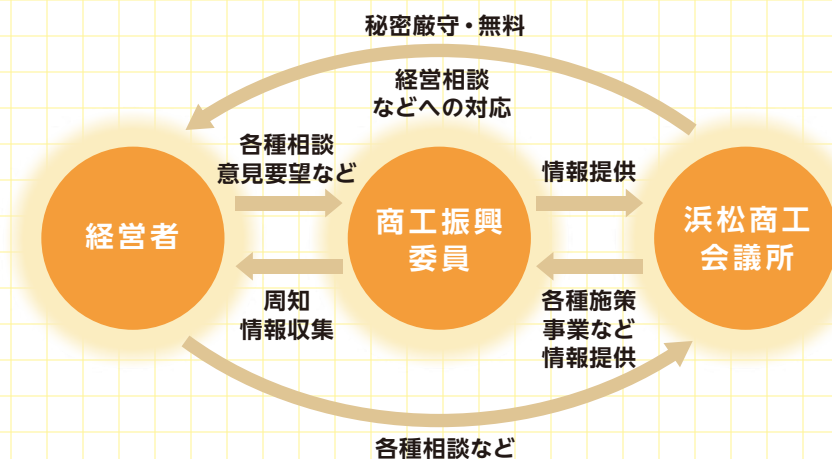 秘密厳守・無料
経営相談
などへの対応
各種相談
意見要望など
情報提供
経営者
商工振興
委員
浜松商工
会議所
周知
情報収集
各種施策
事業など
情報提供
各種相談など